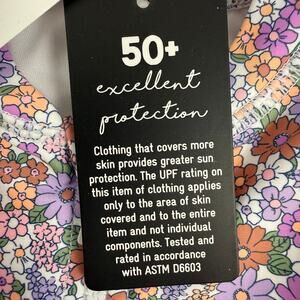 50+
excellent
protection
Clothing that covers more
skin provides greater sun
protection. The UPF rating on
this item of clothing applies
only to the area of skin
covered and to the entire
item and not individual
components. Tested and
rated in accordance
with ASTM D6603